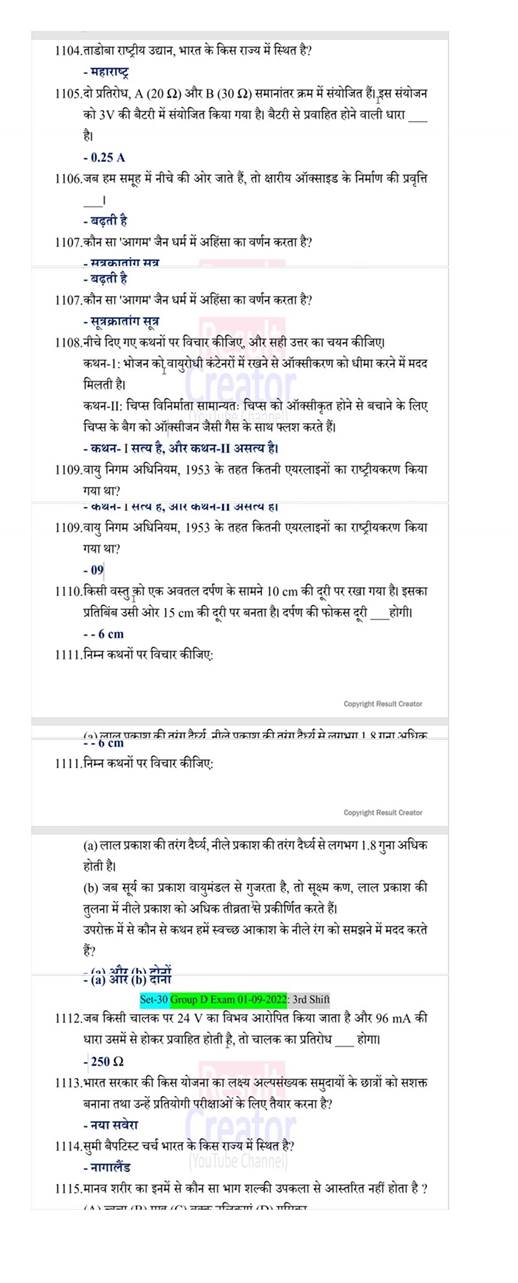 1104.ताडोबा राष्ट्रीय उद्यान, भारत के किस राज्य में स्थित है?
- महाराष्ट्र
1105.दो प्रतिरोध, A (20 Ω) और B (30 Ω) समानांतर क्रम में संयोजित हैं। इस संयोजन
को 3V की बैटरी में संयोजित किया गया है। बैटरी से प्रवाहित होने वाली धारा ___
है।
- 0.25 A
1106.जब हम समूह में नीचे की ओर जाते हैं, तो क्षारीय ऑक्साइड के निर्माण की प्रवृत्ति
___।
- बढ़ती है
1107.कौन सा 'आगम' जैन धर्म में अहिंसा का वर्णन करता है?
- सूत्रक्रातांग सूत्र
- बढ़ती है
1107.कौन सा 'आगम' जैन धर्म में अहिंसा का वर्णन करता है?
- सूत्रक्रातांग सूत्र
1108.नीचे दिए गए कथनों पर विचार कीजिए, और सही उत्तर का चयन कीजिए।
कथन-1: भोजन को वायुरोधी कंटेनरों में रखने से ऑक्सीकरण को धीमा करने में मदद
मिलती है।
कथन-II: चिप्स विनिर्माता सामान्यतः चिप्स को ऑक्सीकृत होने से बचाने के लिए
चिप्स के बैग को ऑक्सीजन जैसी गैस के साथ फ्लश करते हैं।
- कथन- I सत्य है, और कथन-II असत्य है।
1109.वायु निगम अधिनियम, 1953 के तहत कितनी एयरलाइनों का राष्ट्रीयकरण किया
गया था?
- कथन- I सत्य है, और कथन-II असत्य है।
1109.वायु निगम अधिनियम, 1953 के तहत कितनी एयरलाइनों का राष्ट्रीयकरण किया
गया था?
- 09
1110.किसी वस्तु को एक अवतल दर्पण के सामने 10 cm की दूरी पर रखा गया है। इसका
प्रतिबिंब उसी ओर 15 cm की दूरी पर बनता है। दर्पण की फोकस दूरी ___होगी।
- - 6 cm
1111.निम्न कथनों पर विचार कीजिए:
Copyright Result Creator
(a) लाल प्रकाश की तरंग दैर्घ्य, नीले प्रकाश की तरंग दैर्घ्य से लगभग 1.8 गुना अधिक
- - 6 cm
1111.निम्न कथनों पर विचार कीजिए:
Copyright Result Creator
(a) लाल प्रकाश की तरंग दैर्घ्य, नीले प्रकाश की तरंग दैर्घ्य से लगभग 1.8 गुना अधिक
होती है।
(b) जब सूर्य का प्रकाश वायुमंडल से गुजरता है, तो सूक्ष्म कण, लाल प्रकाश की
तुलना में नीले प्रकाश को अधिक तीव्रता से प्रकीर्णित करते हैं।
उपरोक्त में से कौन से कथन हमें स्वच्छ आकाश के नीले रंग को समझने में मदद करते
हैं?
- (a) और (b) दोनों
- (a) और (b) दोनों
Set-30 Group D Exam 01-09-2022: 3rd Shift
1112.जब किसी चालक पर 24 V का विभव आरोपित किया जाता है और 96 mA की
धारा उसमें से होकर प्रवाहित होती है, तो चालक का प्रतिरोध ___ होगा।
- 250 Ω
1113.भारत सरकार की किस योजना का लक्ष्य अल्पसंख्यक समुदायों के छात्रों को सशक्त
बनाना तथा उन्हें प्रतियोगी परीक्षाओं के लिए तैयार करना है?
- नया सवेरा
1114.सुमी बैपटिस्ट चर्च भारत के किस राज्य में स्थित है?
- नागालैंड
1115.मानव शरीर का इनमें से कौन सा भाग शल्की उपकला से आस्तरित नहीं होता है ?